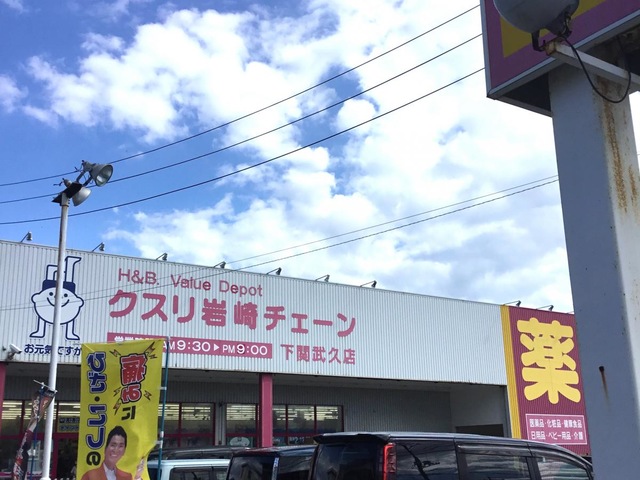 H&B. Value Depot
クスリ岩崎チェーン
AM9:30▶PM9:00
下関武久店
お元気ですか
薬
医薬品・化粧品・健康食品
日用品・ベビー用品・介護